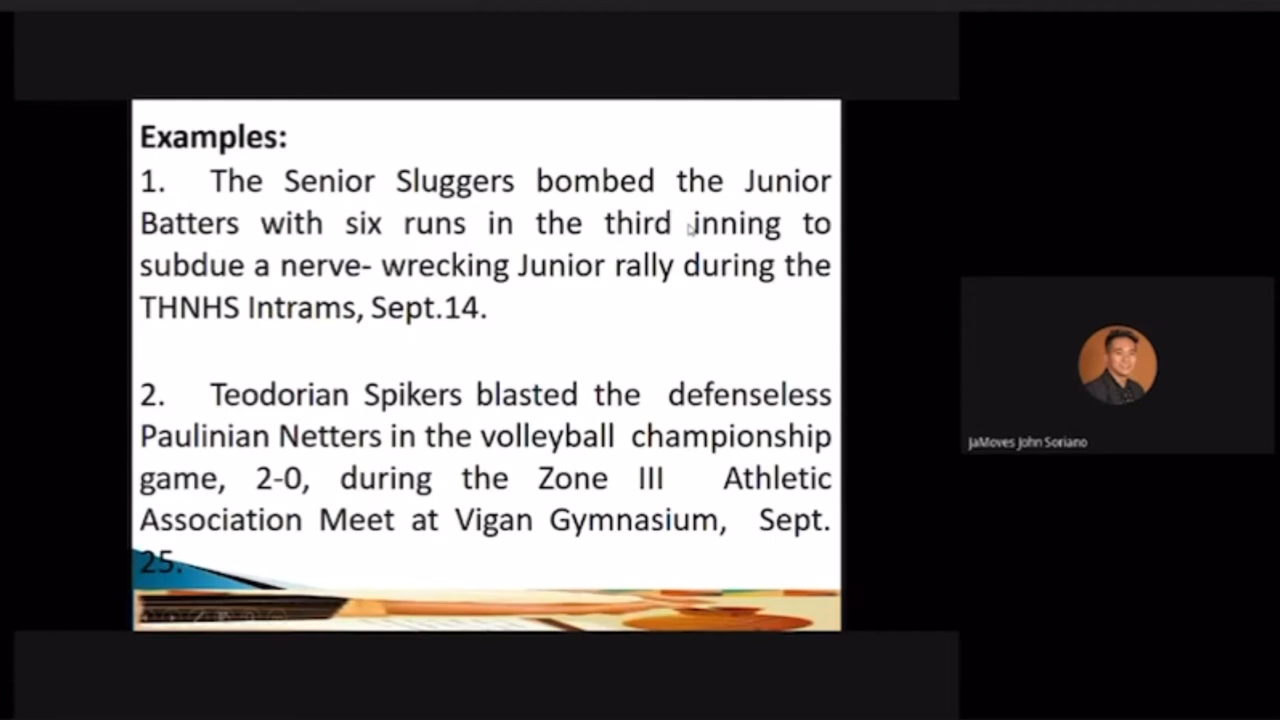 Examples:
1. The Senior Sluggers bombed the Junior
Batters with six runs in the third inning to
subdue a nerve- wrecking Junior rally during the
THNHS Intrams, Sept.14.
2. Teodorian Spikers blasted the defenseless
Paulinian Netters in the volleyball championship
game, 2-0, during the Zone III Athletic
Association Meet at Vigan Gymnasium, Sept.
25.
JaMoves John Soriano